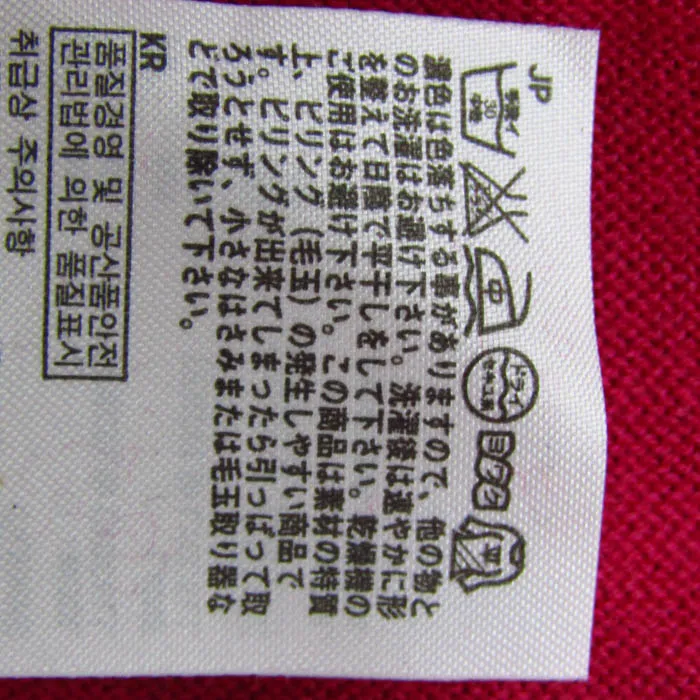 JP
30
中
ドライ
ヨワク
平
濃色は色落ちする事がありますので、他の物と
のお洗濯はお避け下さい。洗濯後は速やかに形
を整えて日陰で平干しをして下さい。乾燥機の
ご使用はお避け下さい。この商品は素材の特質
上、ピリング（毛玉）の発生しやすい商品で
す。ピリングが出来てしまったら引っぱって取
ろうとせず、小さなはさみまたは毛玉取り器な
どで取り除いて下さい。
KR
품질경영 및 공산품안전
관리법에 의한 품질표시
취급상 주의사항